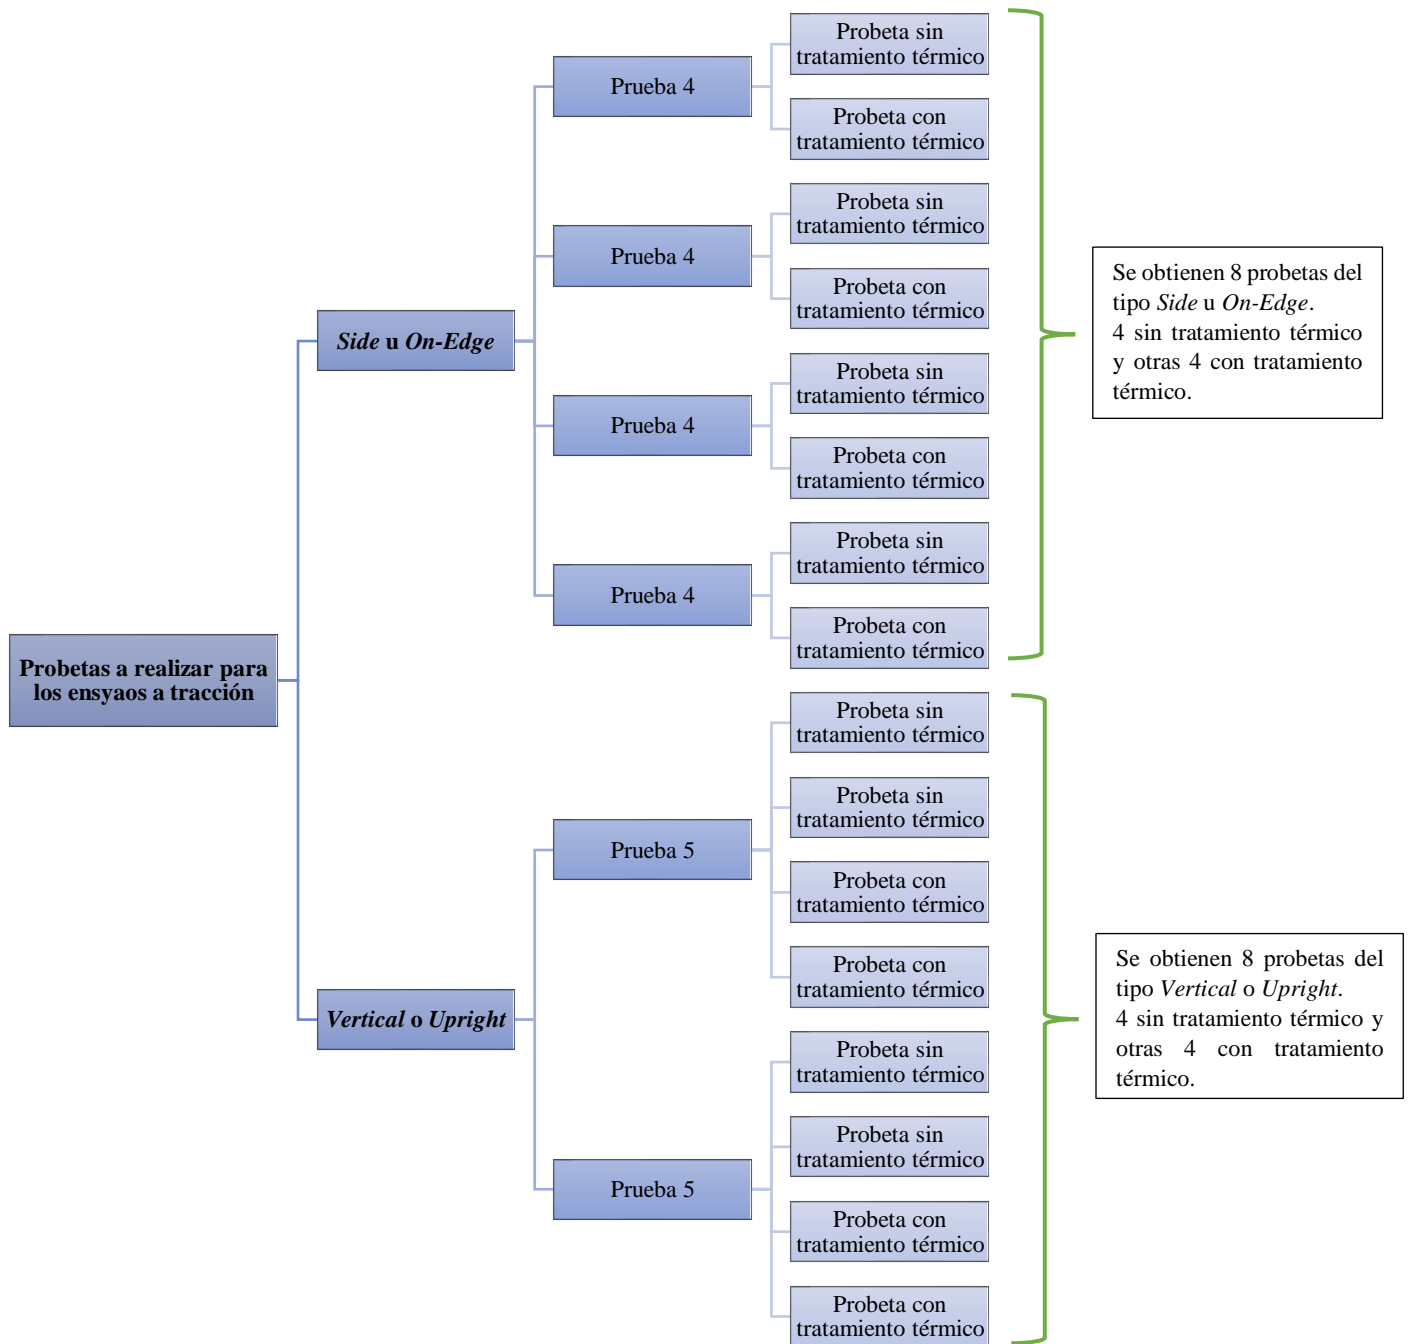 Probetas a realizar para
los ensyaos a tracción
Side u On-Edge
Prueba 4
Probeta sin
tratamiento térmico
Probeta con
tratamiento térmico
Prueba 4
Probeta sin
tratamiento térmico
Probeta con
tratamiento térmico
Prueba 4
Probeta sin
tratamiento térmico
Probeta con
tratamiento térmico
Prueba 4
Probeta sin
tratamiento térmico
Probeta con
tratamiento térmico
Se obtienen 8 probetas del
tipo Side u On-Edge.
4 sin tratamiento térmico
y otras 4 con tratamiento
térmico.
Vertical o Upright
Prueba 5
Probeta sin
tratamiento térmico
Probeta sin
tratamiento térmico
Probeta con
tratamiento térmico
Probeta con
tratamiento térmico
Prueba 5
Probeta sin
tratamiento térmico
Probeta sin
tratamiento térmico
Probeta con
tratamiento térmico
Probeta con
tratamiento térmico
Se obtienen 8 probetas del
tipo Vertical o Upright.
4 sin tratamiento térmico y
otras 4 con tratamiento
térmico.